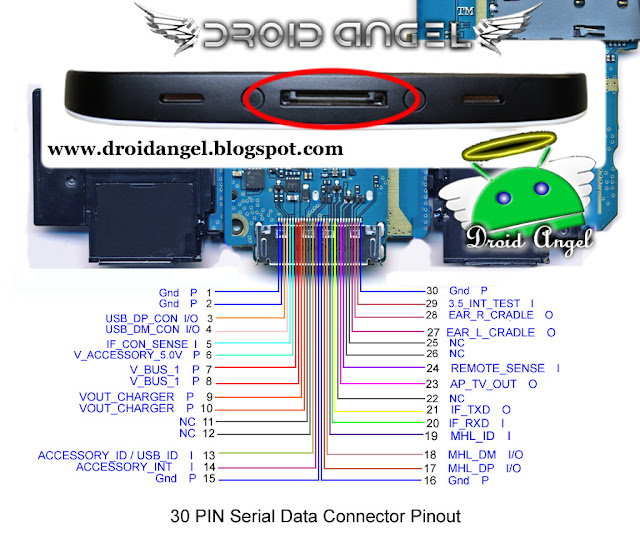 DROID ANGEL
TM
www.droidangel.blogspot.com
Droid Angel
Gnd P 1
Gnd P 2
USB_DP_CON I/O 3
USB_DM_CON I/O 4
IF_CON_SENSE I 5
V_ACCESSORY_5.0V P 6
V_BUS_1 P 7
V_BUS_1 P 8
VOUT_CHARGER P 9
VOUT_CHARGER P 10
NC 11
NC 12
ACCESSORY_ID / USB_ID I 13
ACCESSORY_INT I 14
Gnd P 15
30 Gnd P
29 3.5_INT_TEST I
28 EAR_R_CRADLE O
27 EAR_L_CRADLE O
25 NC
26 NC
24 REMOTE_SENSE I
23 AP_TV_OUT O
22 NC
21 IF_TXD O
20 IF_RXD I
19 MHL_ID I
18 MHL_DM I/O
17 MHL_DP I/O
16 Gnd P
30 PIN Serial Data Connector Pinout